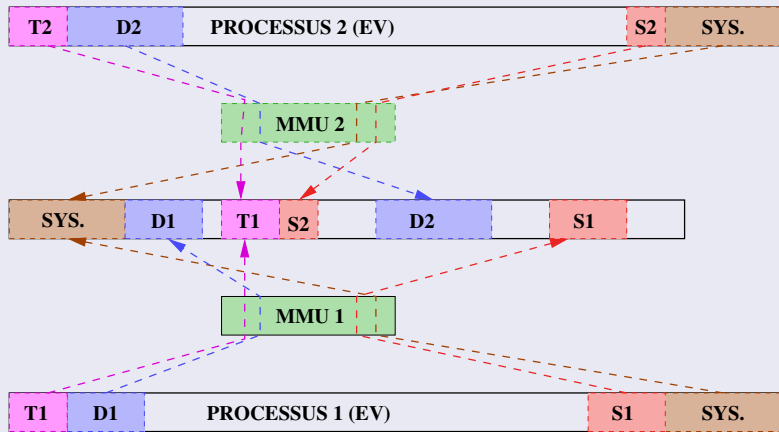 T2 D2 PROCESSUS 2 (EV) S2 SYS.
MMU 2
SYS. D1 T1 S2 D2 S1
MMU 1
T1 D1 PROCESSUS 1 (EV) S1 SYS.